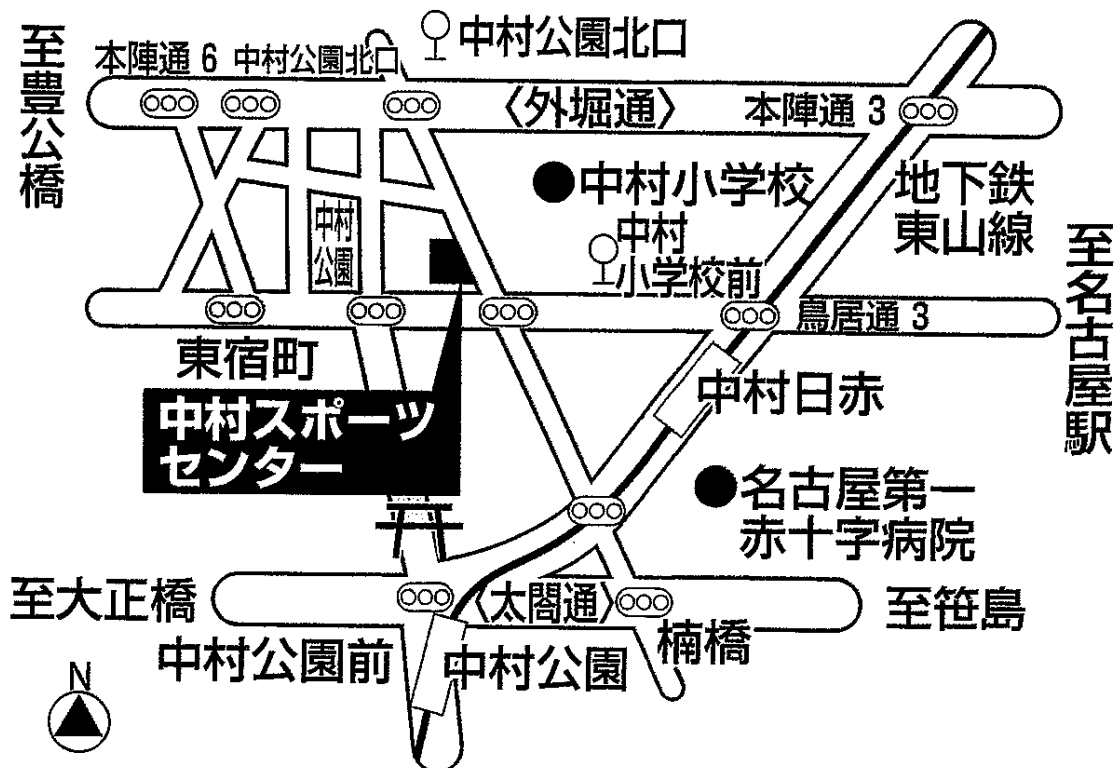 至豊公橋
本陣通 6
中村公園北口
中村公園北口
〈外堀通〉
本陣通 3
中村小学校
地下鉄
東山線
中村
公園
中村
小学校前
至名古屋駅
鳥居通 3
東宿町
中村スポーツ
センター
中村日赤
名古屋第一
赤十字病院
至大正橋
〈太閤通〉
至笹島
中村公園前
中村公園
楠橋
N